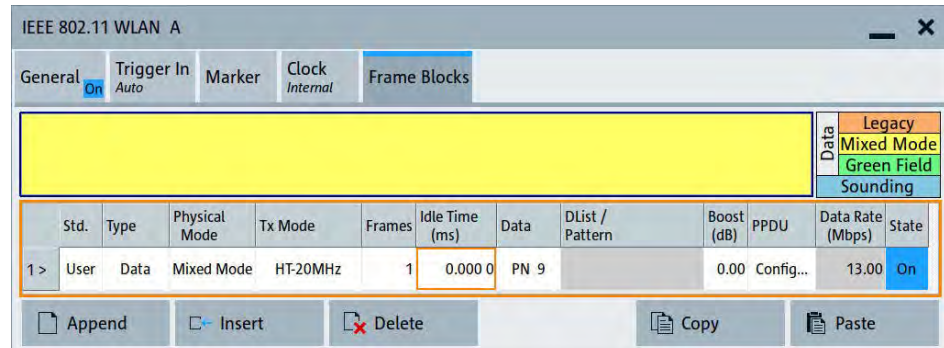 IEEE 802.11 WLAN A
General On
Trigger In Auto
Marker
Clock Internal
Frame Blocks
Data
Legacy
Mixed Mode
Green Field
Sounding
Std. Type Physical Mode Tx Mode Frames Idle Time (ms) Data DList / Pattern Boost (dB) PPDU Data Rate (Mbps) State
1 > User Data Mixed Mode HT-20MHz 1 0.000 0 PN 9 0.00 Config... 13.00 On
Append Insert Delete Copy Paste